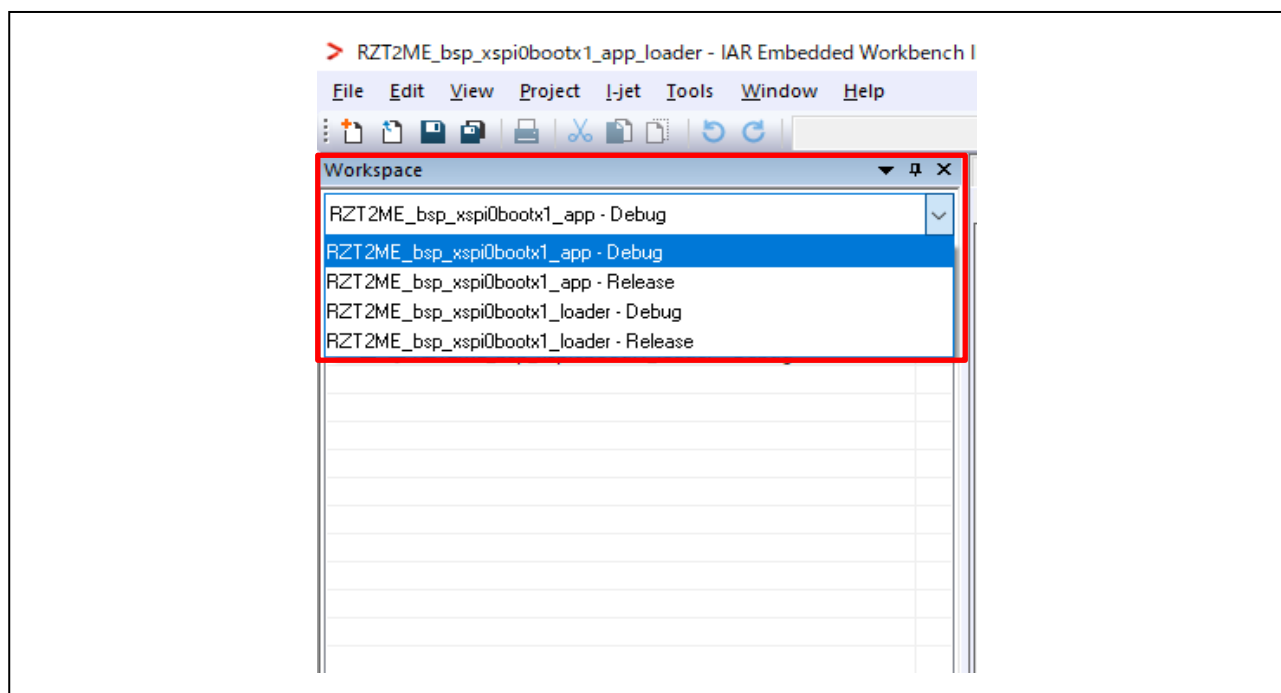 RZT2ME_bsp_xspi0bootx1_app_loader - IAR Embedded Workbench I
File Edit View Project I-jet Tools Window Help
Workspace
RZT2ME_bsp_xspi0bootx1_app - Debug
RZT2ME_bsp_xspi0bootx1_app - Debug
RZT2ME_bsp_xspi0bootx1_app - Release
RZT2ME_bsp_xspi0bootx1_loader - Debug
RZT2ME_bsp_xspi0bootx1_loader - Release